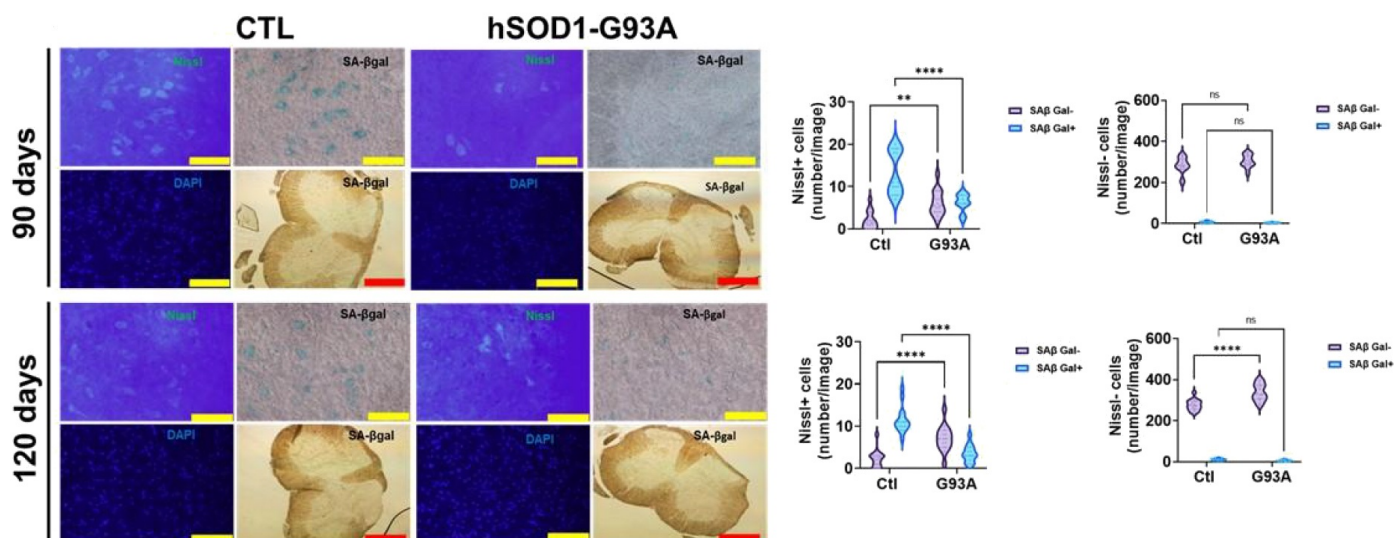 CTL
hSOD1-G93A
90 days
Nissl
SA-βgal
Nissl
SA-βgal
DAPI
SA-βgal
DAPI
SA-βgal
120 days
Nissl
SA-βgal
Nissl
SA-βgal
DAPI
SA-βgal
DAPI
SA-βgal
Nissl+ cells
(number/image)
30
20
10
0
**
****
Ctl
G93A
SAβ Gal-
SAβ Gal+
Nissl- cells
(number/image)
600
400
200
0
ns
ns
Ctl
G93A
SAβ Gal-
SAβ Gal+
Nissl+ cells
(number/image)
30
20
10
0
****
****
Ctl
G93A
SAβ Gal-
SAβ Gal+
Nissl- cells
(number/image)
600
400
200
0
****
ns
Ctl
G93A
SAβ Gal-
SAβ Gal+